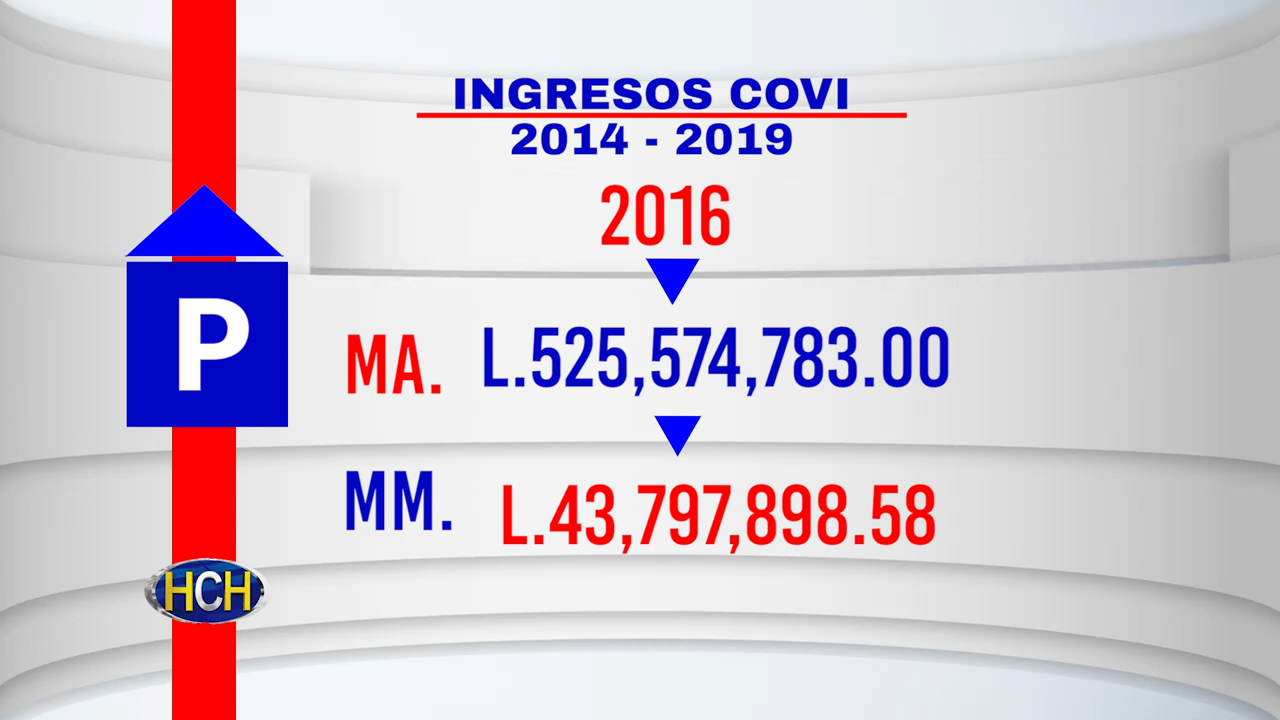 INGRESOS COVI
2014 - 2019
2016
P
MA. L.525,574,783.00
MM. L.43,797,898.58
HCH